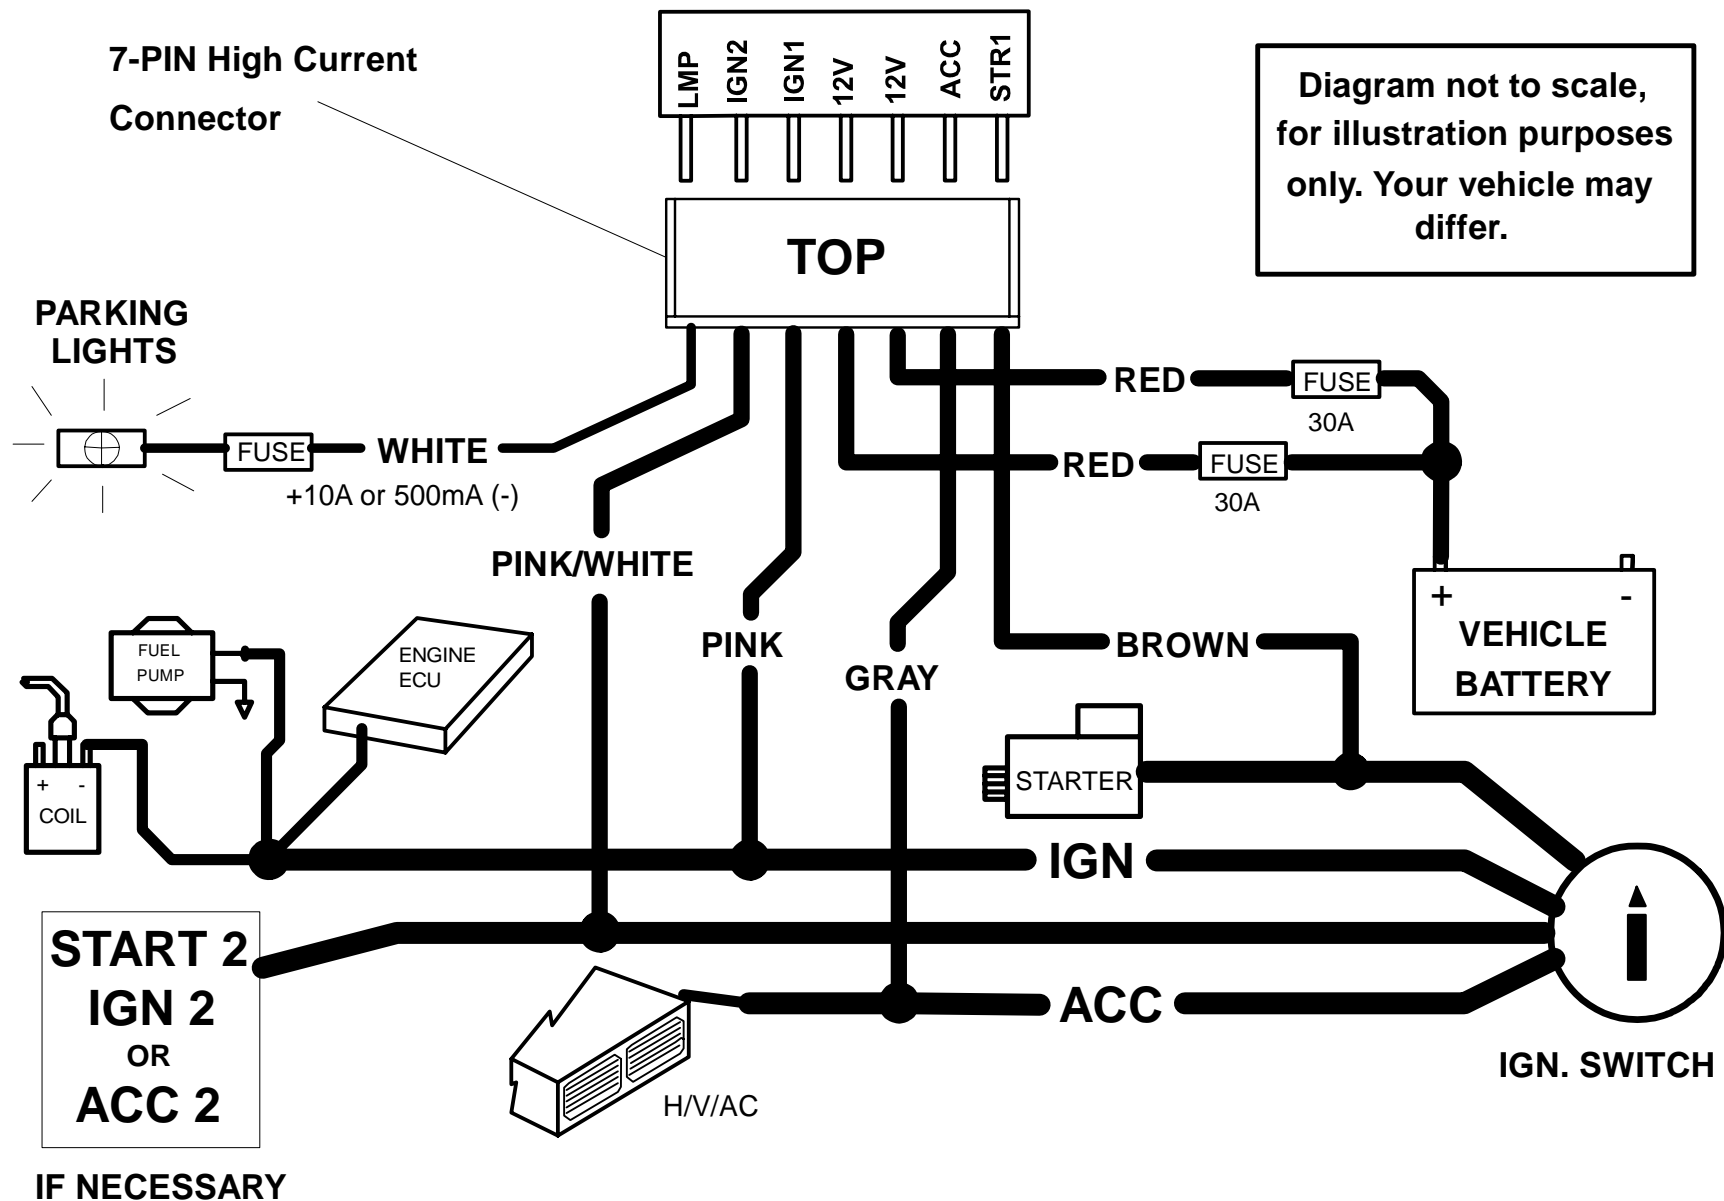 7-PIN High Current
Connector
LMP
IGN2
IGN1
12V
12V
ACC
STR1
Diagram not to scale,
for illustration purposes
only. Your vehicle may
differ.
TOP
PARKING
LIGHTS
FUSE
WHITE
+10A or 500mA (-)
RED
FUSE
30A
RED
FUSE
30A
PINK/WHITE
PINK
GRAY
BROWN
+ -
VEHICLE
BATTERY
FUEL
PUMP
ENGINE
ECU
+ -
COIL
STARTER
IGN
START 2
IGN 2
OR
ACC 2
IF NECESSARY
ACC
H/V/AC
IGN. SWITCH